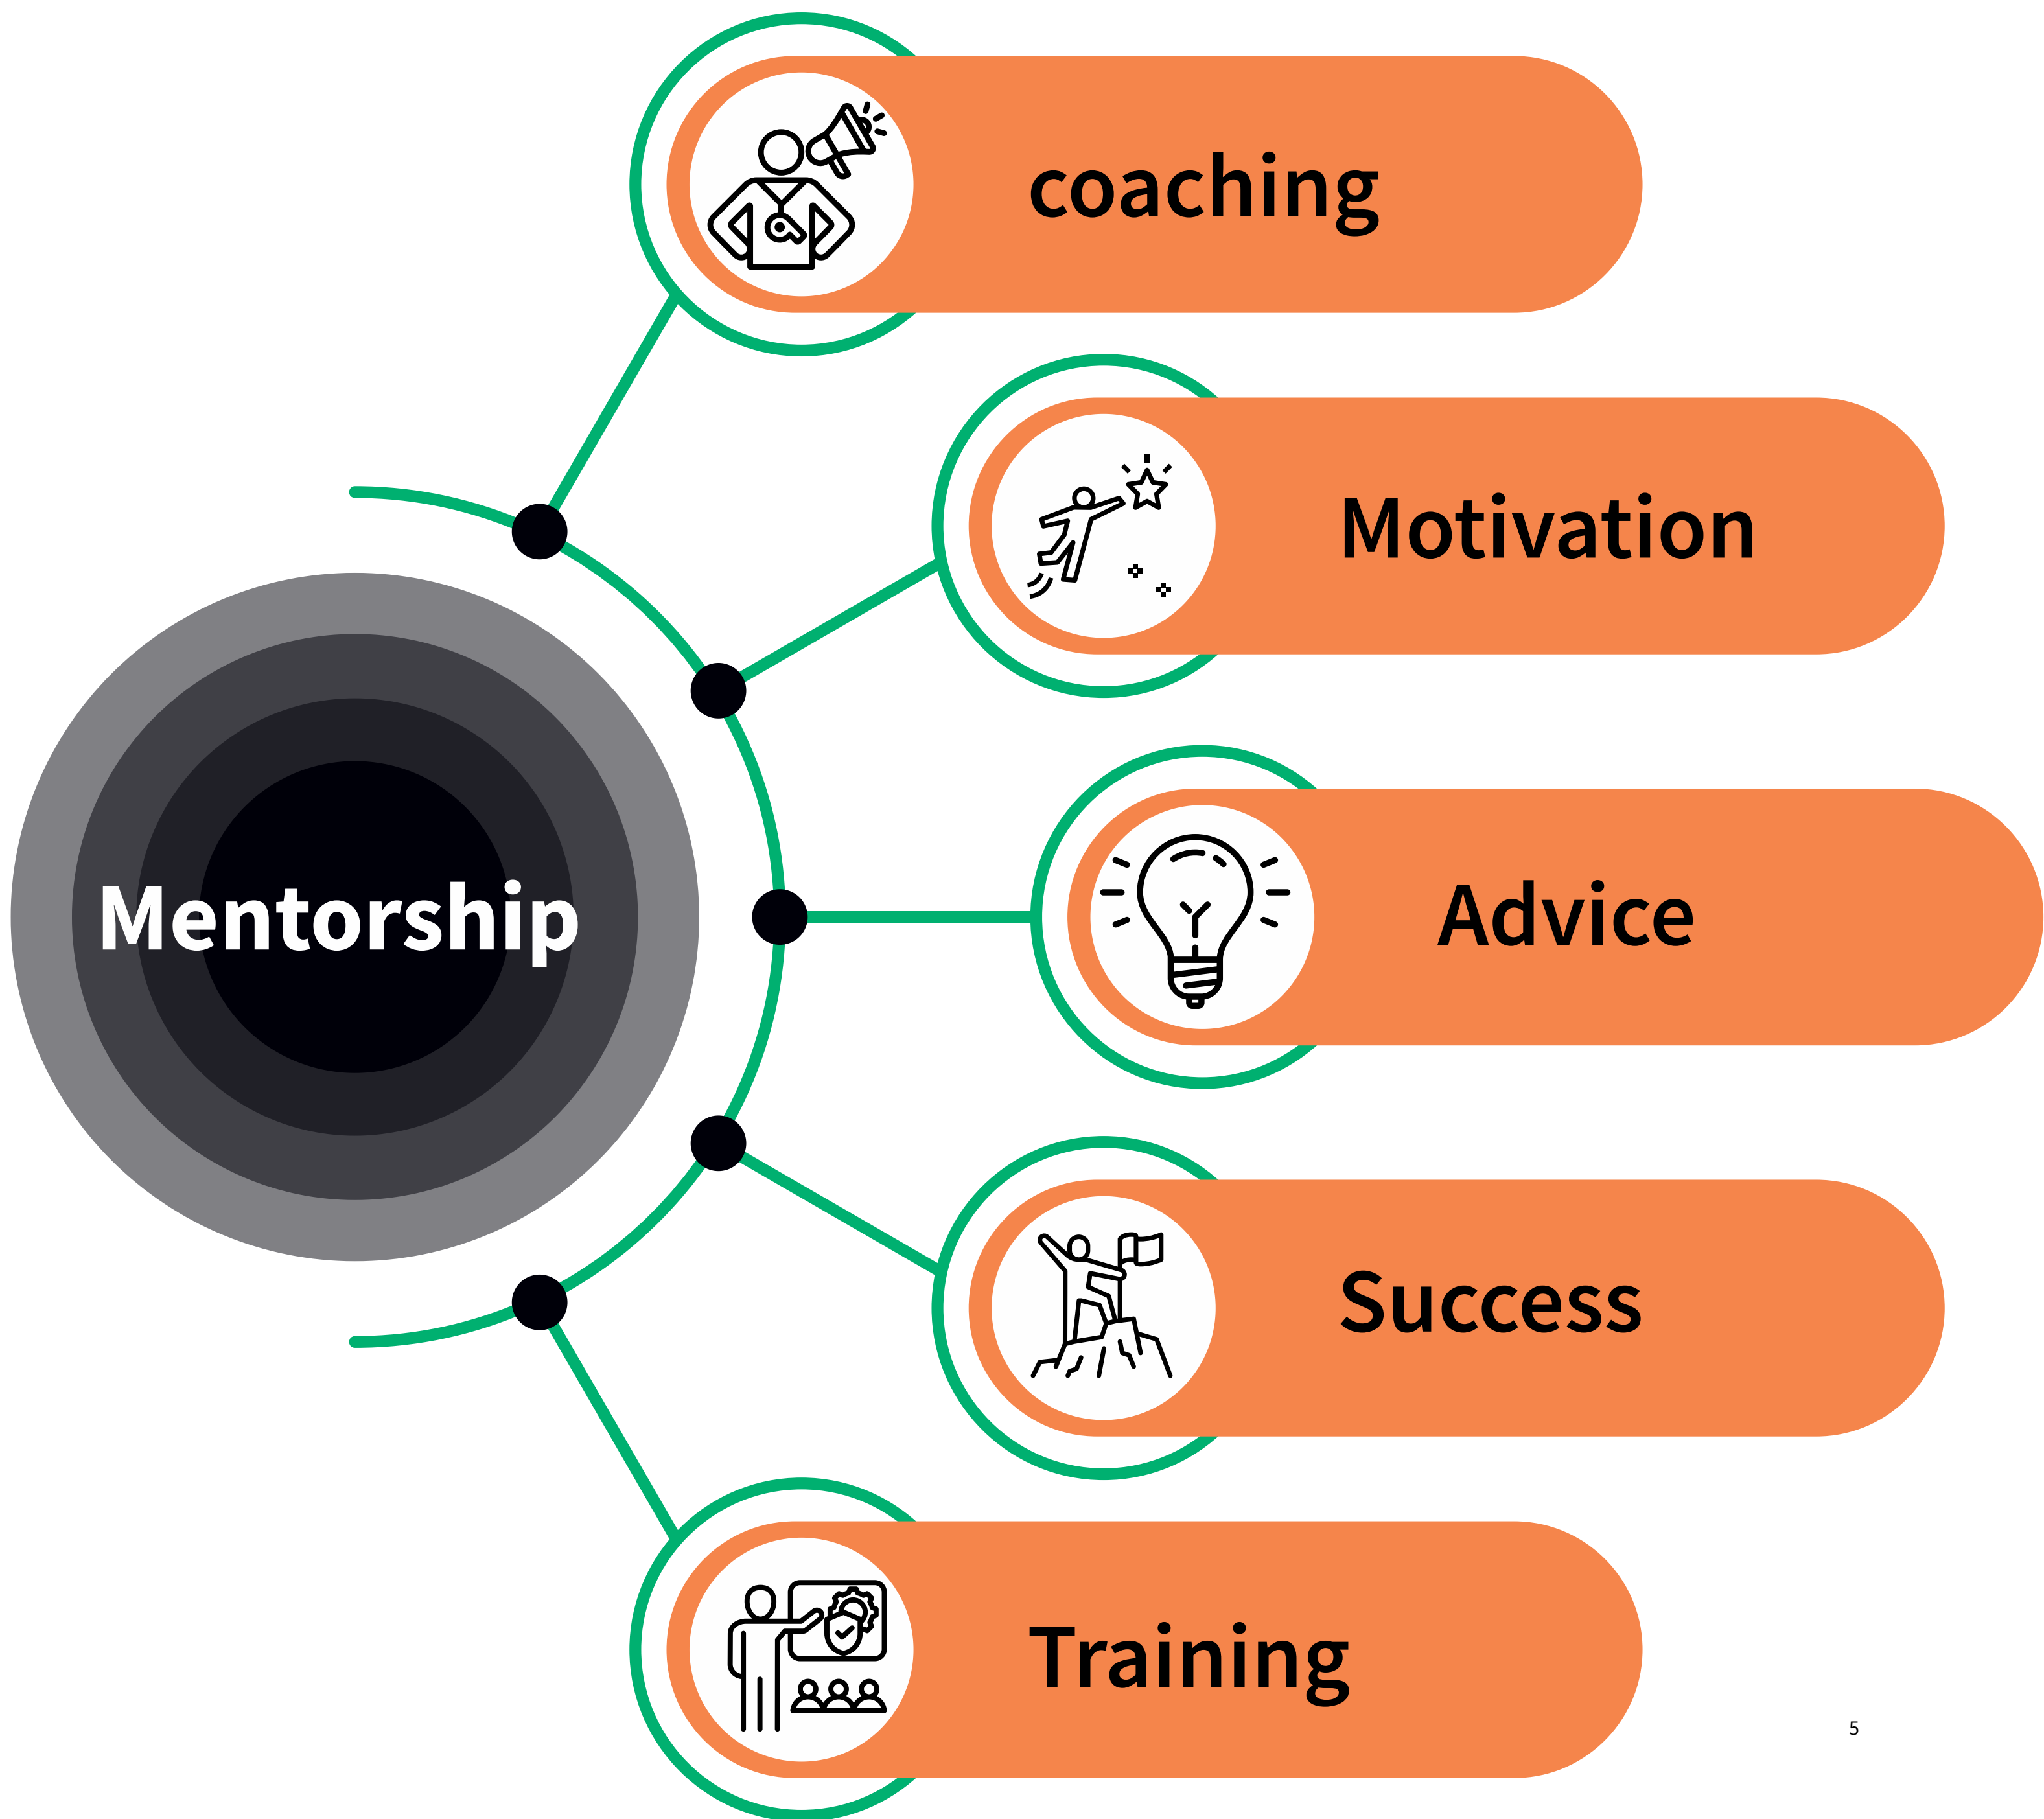 coaching
Motivation
Mentorship
Advice
Success
Training
5